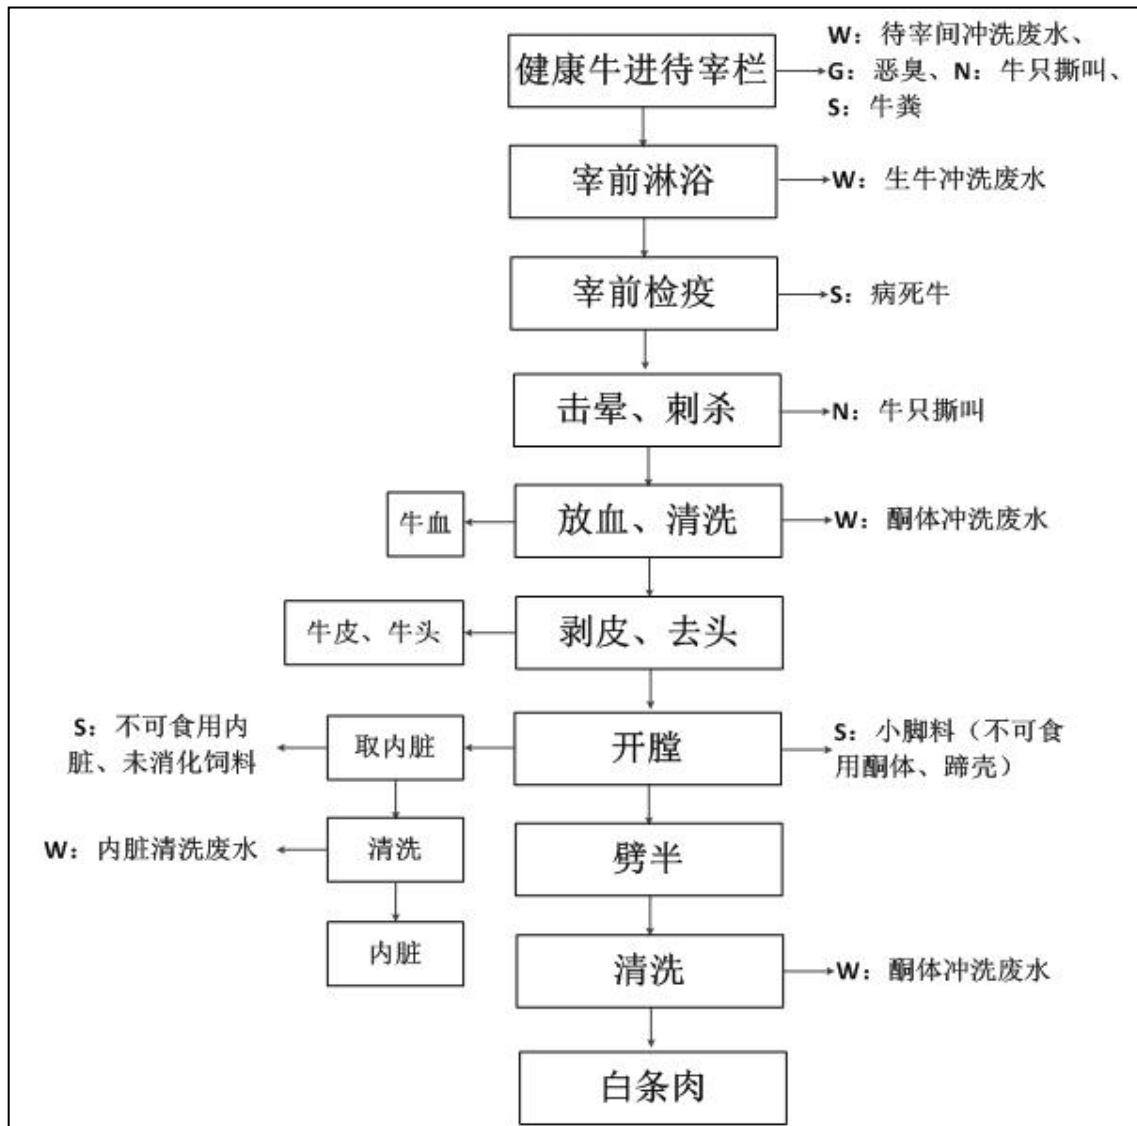 健康牛进待宰栏
W：待宰间冲洗废水、
G：恶臭、N：牛只撕叫、
S：牛粪
宰前淋浴
W：生牛冲洗废水
宰前检疫
S：病死牛
击晕、刺杀
N：牛只撕叫
牛血
放血、清洗
W：酮体冲洗废水
牛皮、牛头
剥皮、去头
S：不可食用内
脏、未消化饲料
取内脏
开膛
S：小脚料（不可食
用酮体、蹄壳）
W：内脏清洗废水
清洗
劈半
内脏
清洗
W：酮体冲洗废水
白条肉